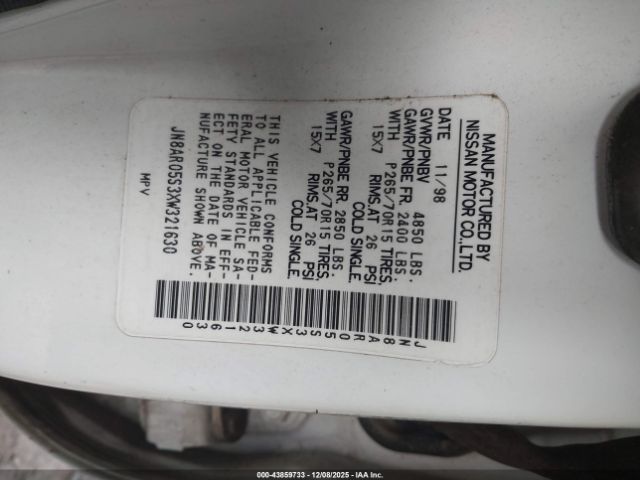 MANUFACTURED BY
NISSAN MOTOR CO.,LTD.
DATE 11/98
GVWR/PNBV 4850 LBS.
GAWR/PNBE FR. 2400 LBS.
WITH P265/70R15 TIRES,
15X7 RIMS,AT 26 PSI
COLD SINGLE,
GAWR/PNBE RR. 2850 LBS.
WITH P265/70R15 TIRES,
15X7 RIMS,AT 26 PSI
COLD SINGLE,
THIS VEHICLE CONFORMS
TO ALL APPLICABLE FED-
ERAL MOTOR VEHICLE SA-
FETY STANDARDS IN EFF-
ECT ON THE DATE OF MA-
NUFACTURE SHOWN ABOVE.
JN8AR05S3XW321630
MPV
JN8AR05S3XW321630
000-43859733 - 12/08/2025 - IAA Inc.